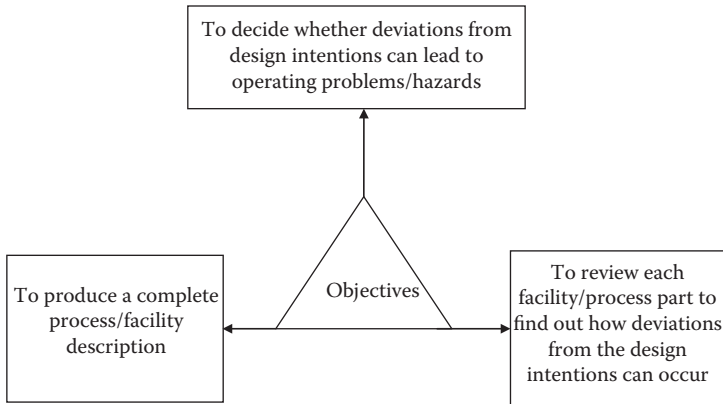 To decide whether deviations from
design intentions can lead to
operating problems/hazards
Objectives
To produce a complete
process/facility
description
To review each
facility/process part to
find out how deviations
from the design
intentions can occur